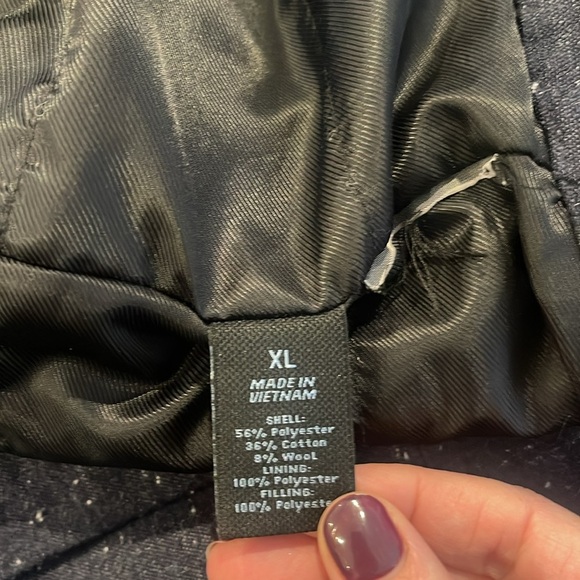 XL
MADE IN
VIETNAM
SHELL:
56% Polyester
36% Cotton
8% Wool
LINING:
100% Polyester
FILLING:
100% Polyester